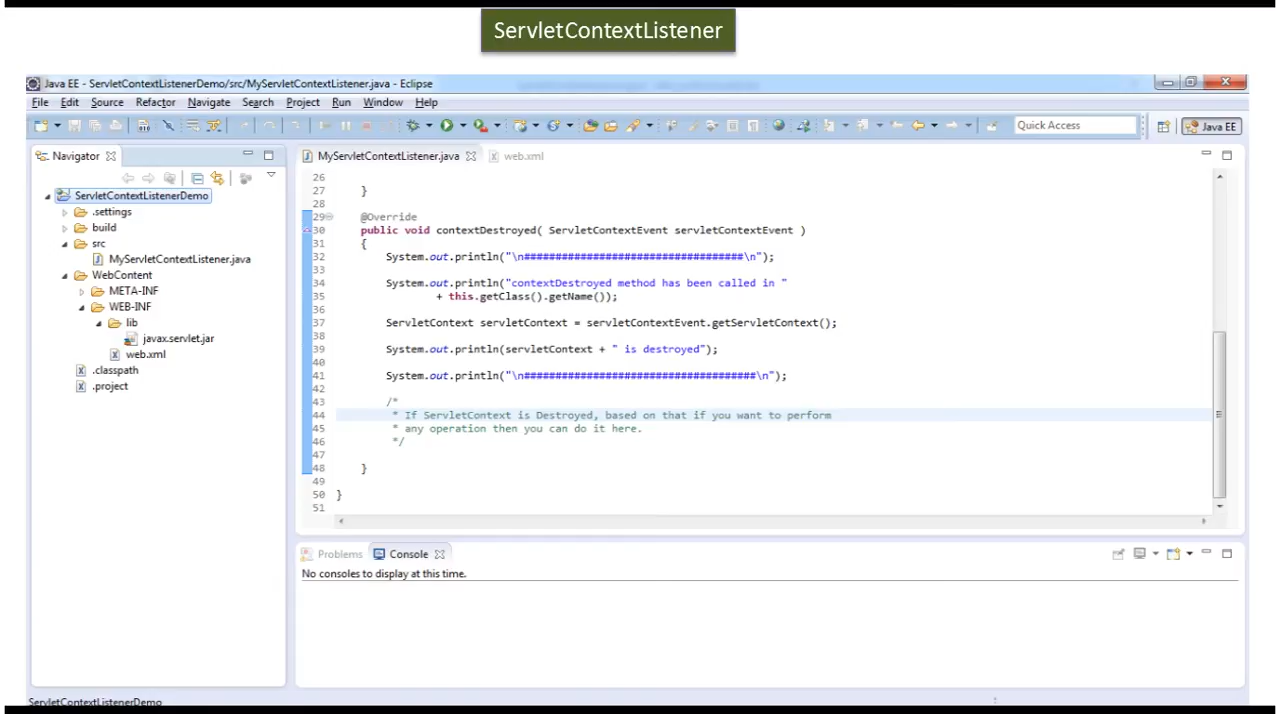 ServletContextListener
Java EE - ServletContextListenerDemo/src/MyServletContextListener.java - Eclipse
File Edit Source Refactor Navigate Search Project Run Window Help
Quick Access
Java EE
Navigator
ServletContextListenerDemo
.settings
build
src
MyServletContextListener.java
WebContent
META-INF
WEB-INF
lib
javax.servlet.jar
web.xml
.classpath
.project
MyServletContextListener.java web.xml
26
27 }
28
29 @Override
30 public void contextDestroyed( ServletContextEvent servletContextEvent )
31 {
32 System.out.println("\n###################################\n");
33
34 System.out.println("contextDestroyed method has been called in "
35 + this.getClass().getName());
36
37 ServletContext servletContext = servletContextEvent.getServletContext();
38
39 System.out.println(servletContext + " is destroyed");
40
41 System.out.println("\n#####################################\n");
42
43 /*
44 * If ServletContext is Destroyed, based on that if you want to perform
45 * any operation then you can do it here.
46 */
47
48 }
49
50 }
51
Problems Console
No consoles to display at this time.
ServletContextListenerDemo